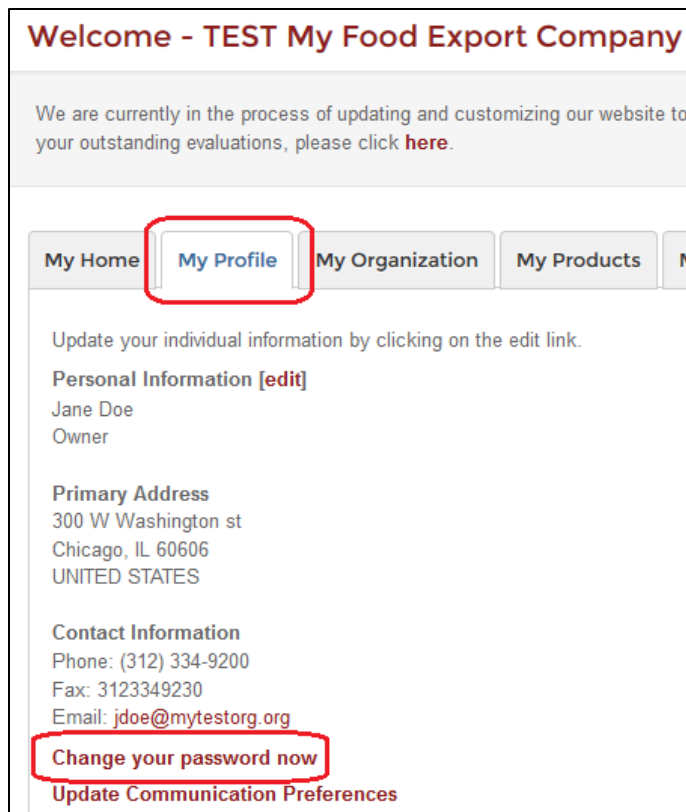 Welcome - TEST My Food Export Company
We are currently in the process of updating and customizing our website to
your outstanding evaluations, please click here.
My Home My Profile My Organization My Products
Update your individual information by clicking on the edit link.
Personal Information [edit]
Jane Doe
Owner
Primary Address
300 W Washington st
Chicago, IL 60606
UNITED STATES
Contact Information
Phone: (312) 334-9200
Fax: 3123349230
Email: jdoe@mytestorg.org
Change your password now
Update Communication Preferences